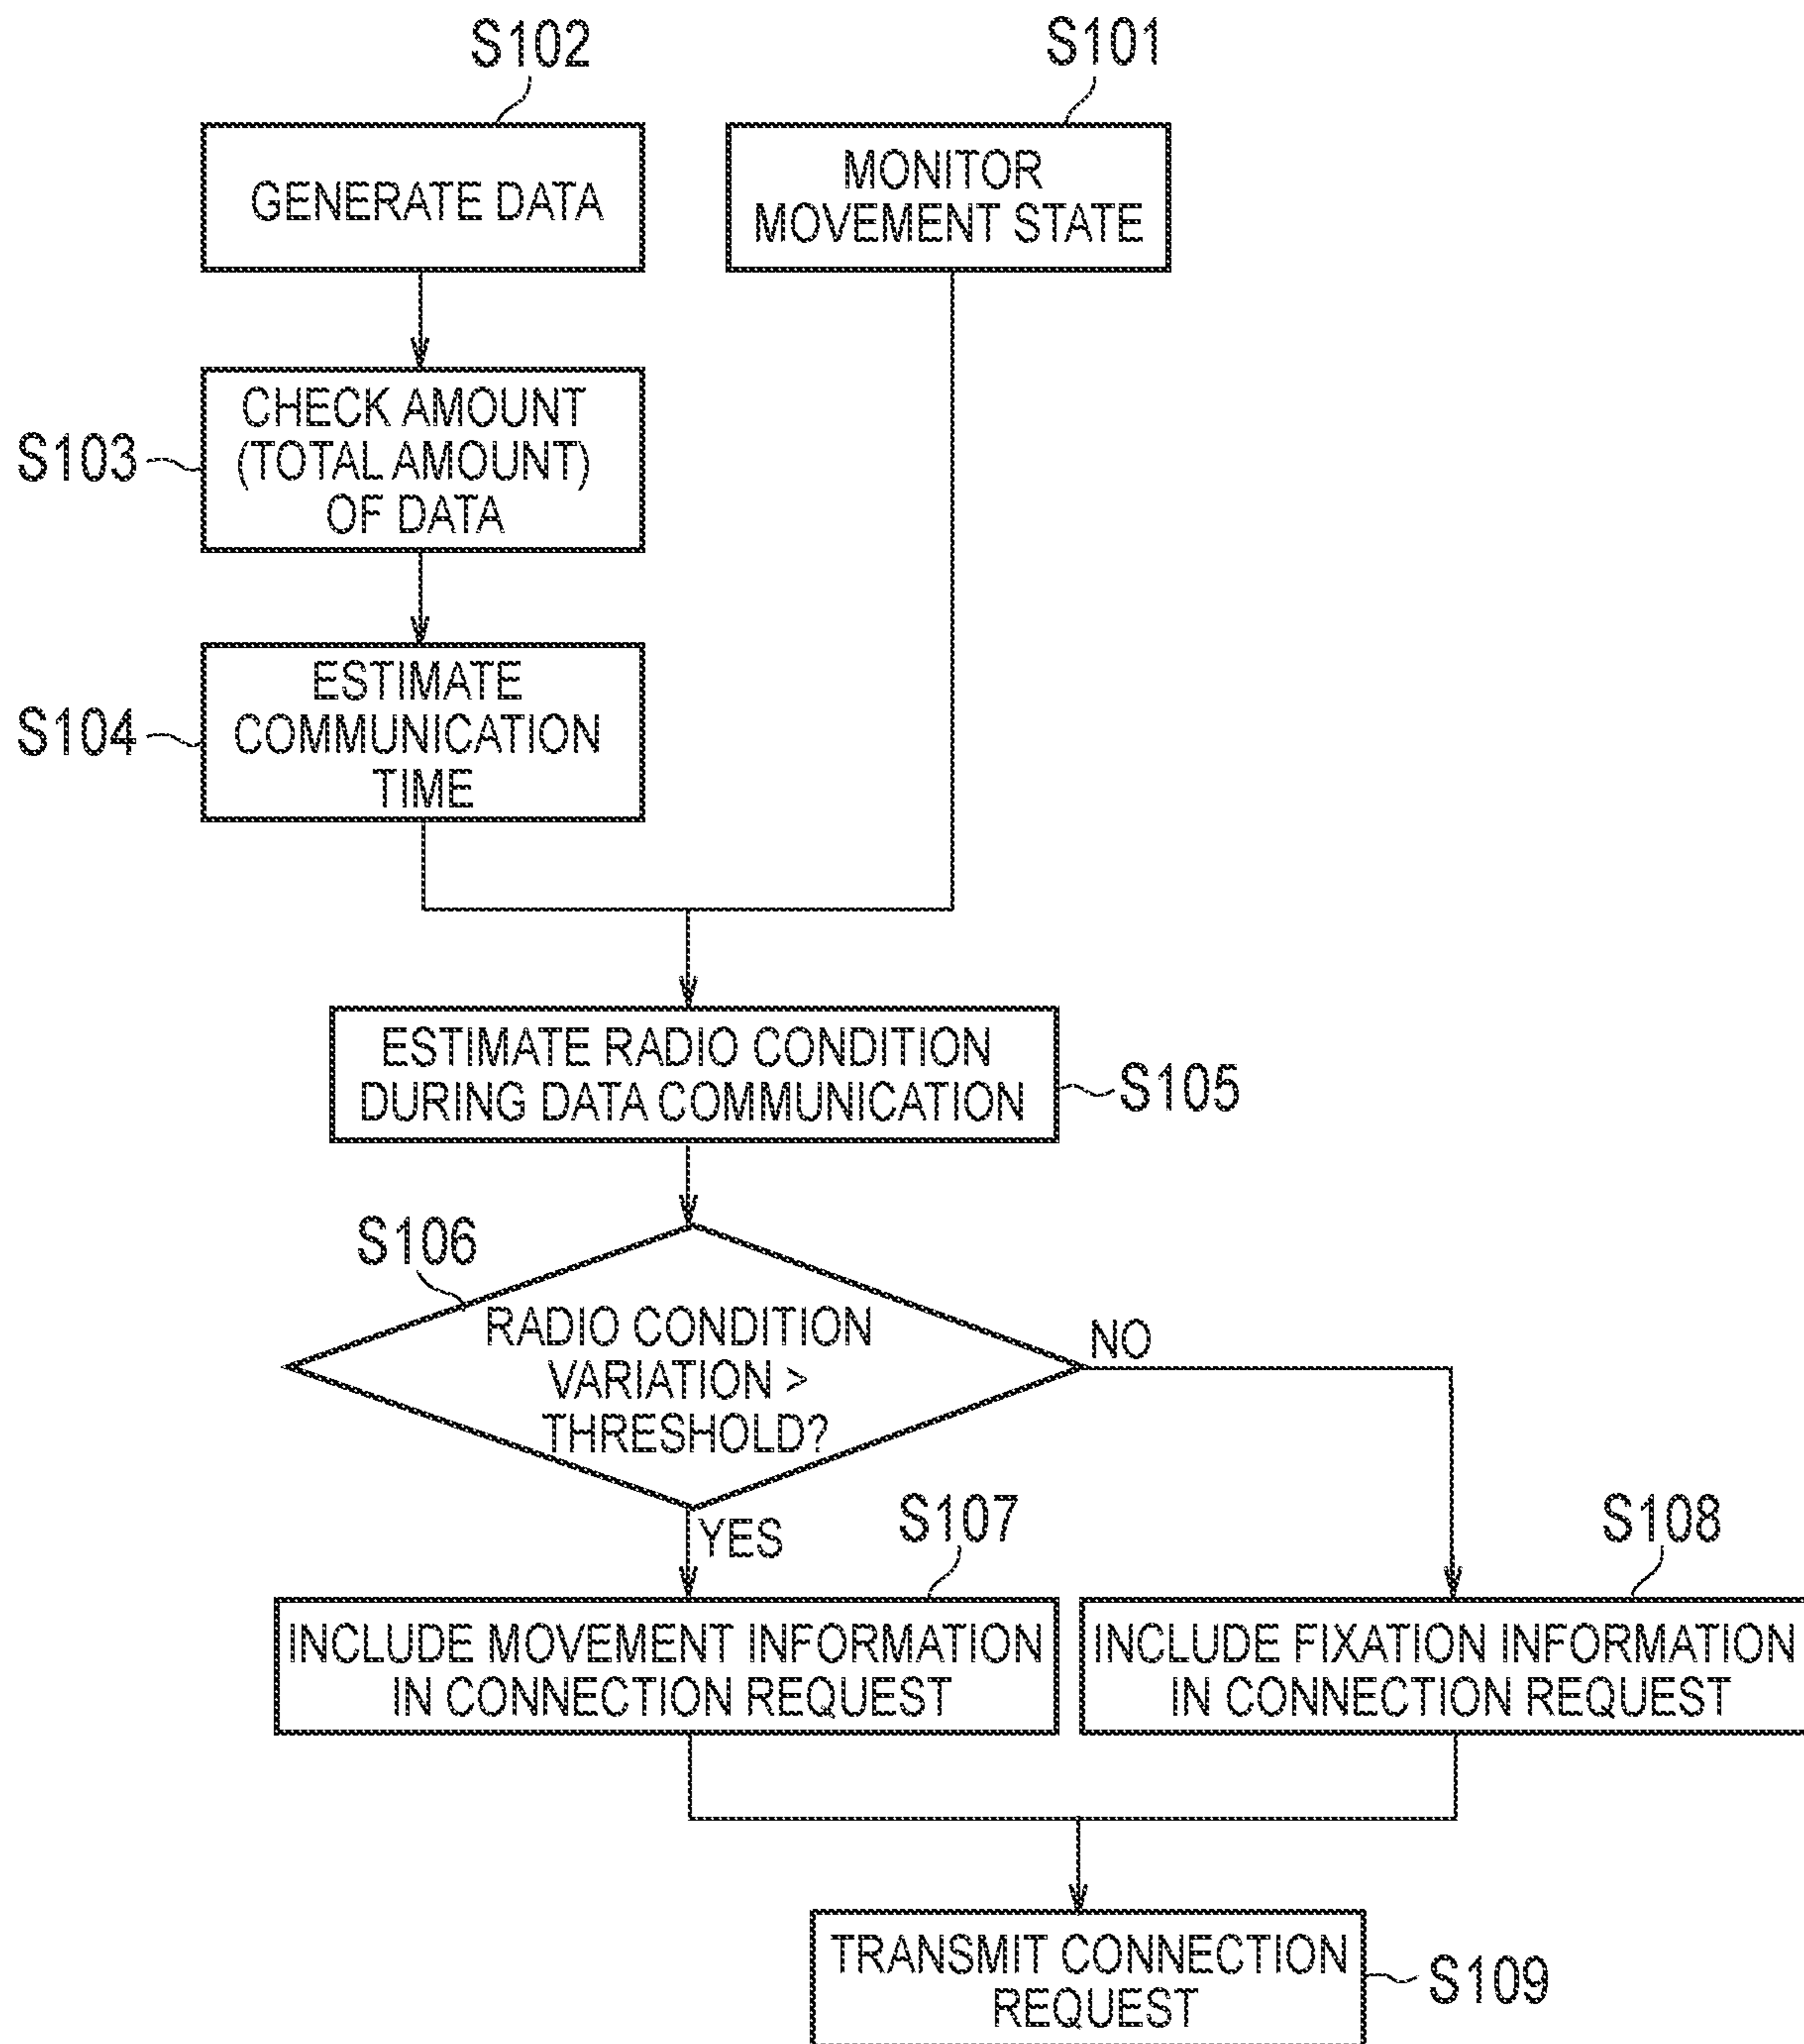 S102
S101
GENERATE DATA
MONITOR
MOVEMENT STATE
S103
CHECK AMOUNT
(TOTAL AMOUNT)
OF DATA
S104
ESTIMATE
COMMUNICATION
TIME
ESTIMATE RADIO CONDITION
DURING DATA COMMUNICATION
S105
S106
RADIO CONDITION
VARIATION >
THRESHOLD?
NO
YES
S107
S108
INCLUDE MOVEMENT INFORMATION
IN CONNECTION REQUEST
INCLUDE FIXATION INFORMATION
IN CONNECTION REQUEST
TRANSMIT CONNECTION
REQUEST
S109